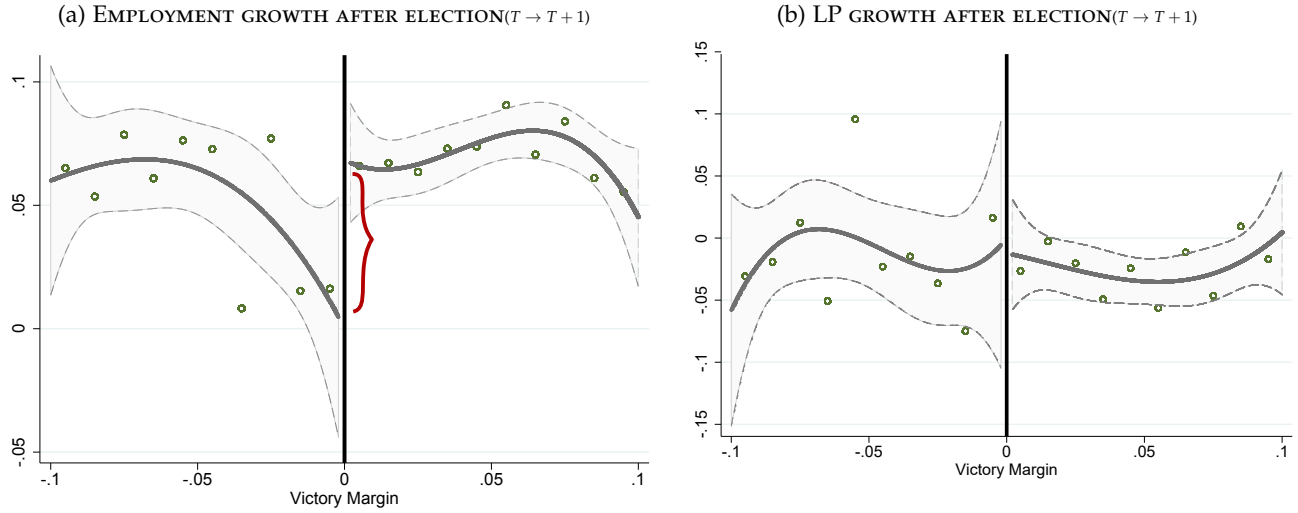 (a) EMPLOYMENT GROWTH AFTER ELECTION(T → T + 1)
.1
.05
0
-.05
-.1 -.05 0 .05 .1
Victory Margin
(b) LP GROWTH AFTER ELECTION(T → T + 1)
.15
.1
.05
0
-.05
-.1
-.15
-.1 -.05 0 .05 .1
Victory Margin